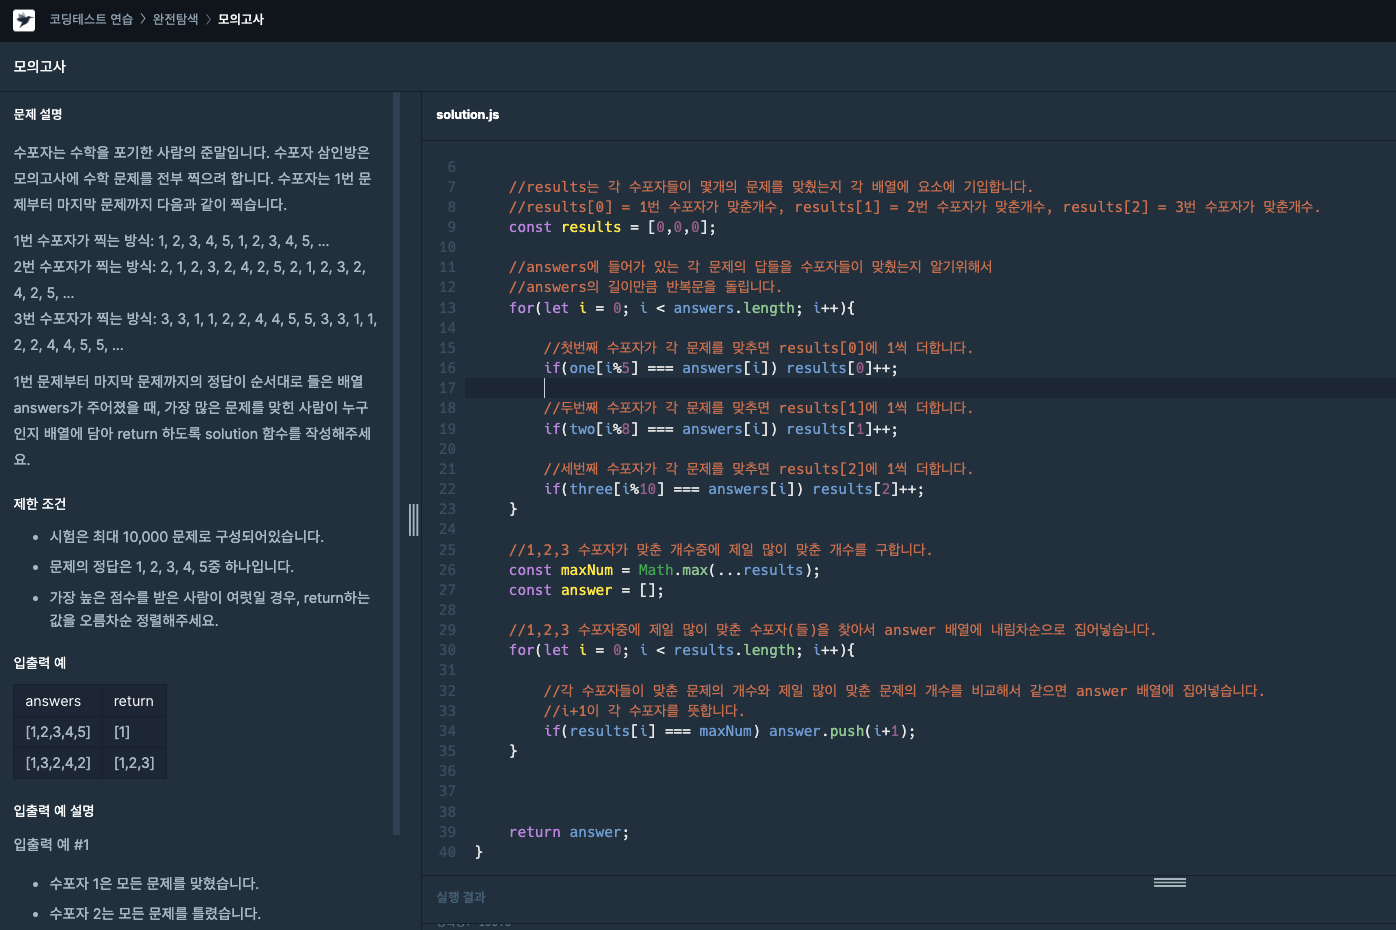 코딩테스트 연습 > 완전탐색 > 모의고사
모의고사
문제 설명
수포자는 수학을 포기한 사람의 준말입니다. 수포자 삼인방은
모의고사에 수학 문제를 전부 찍으려 합니다. 수포자는 1번 문
제부터 마지막 문제까지 다음과 같이 찍습니다.
1번 수포자가 찍는 방식: 1, 2, 3, 4, 5, 1, 2, 3, 4, 5, ...
2번 수포자가 찍는 방식: 2, 1, 2, 3, 2, 4, 2, 5, 2, 1, 2, 3, 2,
4, 2, 5, ...
3번 수포자가 찍는 방식: 3, 3, 1, 1, 2, 2, 4, 4, 5, 5, 3, 3, 1, 1,
2, 2, 4, 4, 5, 5, ...
1번 문제부터 마지막 문제까지의 정답이 순서대로 들은 배열
answers가 주어졌을 때, 가장 많은 문제를 맞힌 사람이 누구
인지 배열에 담아 return 하도록 solution 함수를 작성해주세
요.
제한 조건
• 시험은 최대 10,000 문제로 구성되어있습니다.
• 문제의 정답은 1, 2, 3, 4, 5중 하나입니다.
• 가장 높은 점수를 받은 사람이 여럿일 경우, return하는
값을 오름차순 정렬해주세요.
입출력 예
answers return
[1,2,3,4,5] [1]
[1,3,2,4,2] [1,2,3]
입출력 예 설명
입출력 예 #1
• 수포자 1은 모든 문제를 맞혔습니다.
• 수포자 2는 모든 문제를 틀렸습니다.
solution.js
6
7 //results는 각 수포자들이 몇개의 문제를 맞췄는지 각 배열에 요소에 기입합니다.
8 //results[0] = 1번 수포자가 맞춘개수, results[1] = 2번 수포자가 맞춘개수, results[2] = 3번 수포자가 맞춘개수.
9 const results = [0,0,0];
10
11 //answers에 들어가 있는 각 문제의 답들을 수포자들이 맞췄는지 알기위해서
12 //answers의 길이만큼 반복문을 돌립니다.
13 for(let i = 0; i < answers.length; i++){
14
15 //첫번째 수포자가 각 문제를 맞추면 results[0]에 1씩 더합니다.
16 if(one[i%5] === answers[i]) results[0]++;
17
18 //두번째 수포자가 각 문제를 맞추면 results[1]에 1씩 더합니다.
19 if(two[i%8] === answers[i]) results[1]++;
20
21 //세번째 수포자가 각 문제를 맞추면 results[2]에 1씩 더합니다.
22 if(three[i%10] === answers[i]) results[2]++;
23 }
24
25 //1,2,3 수포자가 맞춘 개수중에 제일 많이 맞춘 개수를 구합니다.
26 const maxNum = Math.max(...results);
27 const answer = [];
28
29 //1,2,3 수포자중에 제일 많이 맞춘 수포자(들)을 찾아서 answer 배열에 내림차순으로 집어넣습니다.
30 for(let i = 0; i < results.length; i++){
31
32 //각 수포자들이 맞춘 문제의 개수와 제일 많이 맞춘 문제의 개수를 비교해서 같으면 answer 배열에 집어넣습니다.
33 //i+1이 각 수포자를 뜻합니다.
34 if(results[i] === maxNum) answer.push(i+1);
35 }
36
37
38
39 return answer;
40 }
실행 결과